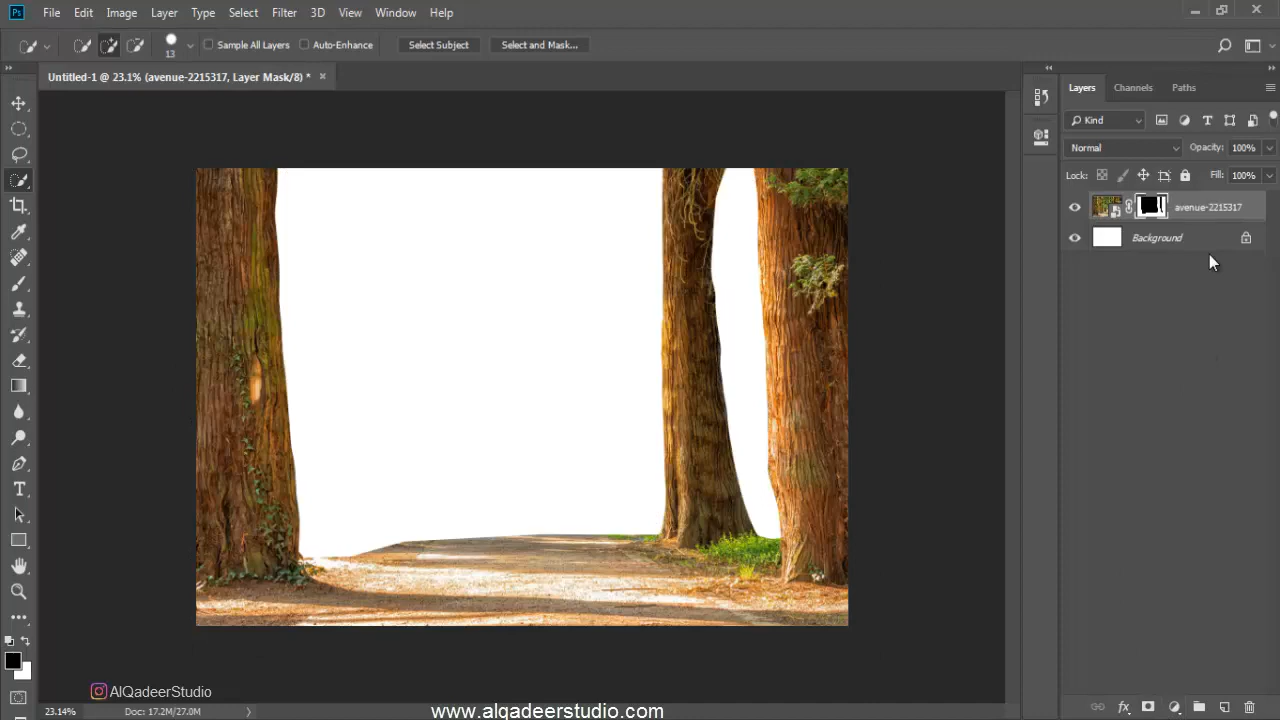 Ps File Edit Image Layer Type Select Filter 3D View Window Help
13 Sample All Layers Auto-Enhance Select Subject Select and Mask...
Untitled-1 @ 23.1% (avenue-2215317, Layer Mask/8) *
Layers Channels Paths
Kind
Normal Opacity: 100%
Lock: Fill: 100%
avenue-2215317
Background
AlQadeerStudio
23.14% Doc: 17.2M/27.0M
www.alqadeerstudio.com